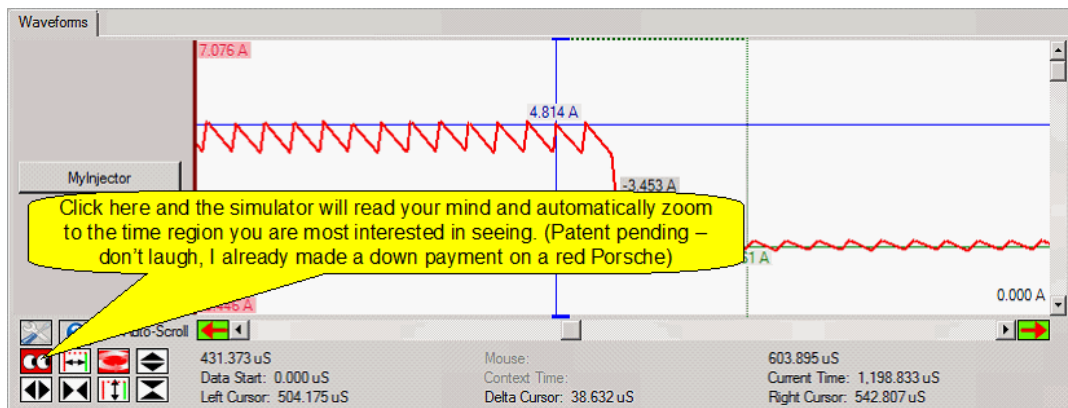 Waveforms
7.076 A
4.814 A
MyInjector
-3.453 A
Click here and the simulator will read your mind and automatically zoom
to the time region you are most interested in seeing. (Patent pending –
don't laugh, I already made a down payment on a red Porsche)
0.000 A
431.373 uS
Mouse:
603.895 uS
Data Start: 0.000 uS
Context Time:
Current Time: 1,198.833 uS
Left Cursor: 504.175 uS
Delta Cursor: 38.632 uS
Right Cursor: 542.807 uS